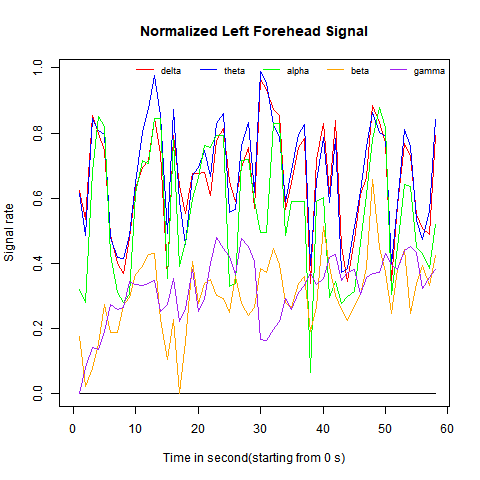 Normalized Left Forehead Signal
delta theta alpha beta gamma
Signal rate
1.0
0.8
0.6
0.4
0.2
0.0
0 10 20 30 40 50 60
Time in second(starting from 0 s)